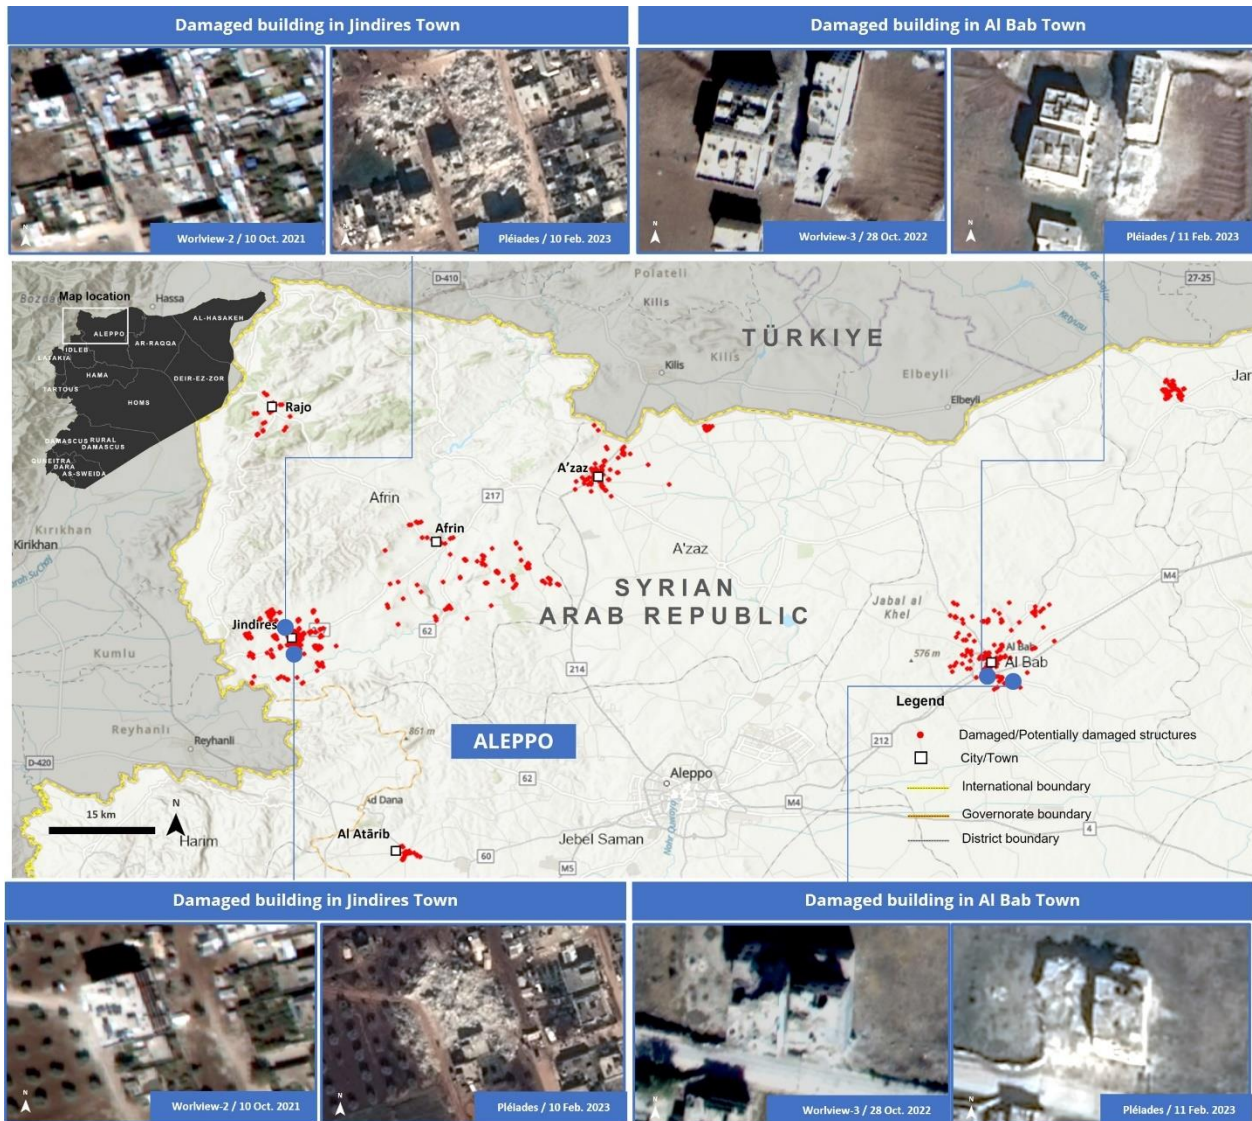 Damaged building in Jindires Town
Damaged building in Al Bab Town
N
Worlview-2 / 10 Oct. 2021
N
Pléiades / 10 Feb. 2023
N
Worlview-3 / 28 Oct. 2022
N
Pléiades / 11 Feb. 2023
Map location
Hassa
AL-HASAKEH
ALEPPO
AR-RAQQA
IDLEB
LATAKIA
HAMA
DEIR-EZ-ZOR
TARTOUS
HOMS
DAMASCUS
RURAL
DAMASCUS
QUNEITRA
DARA
AS-SWEIDA
D-410
Polateli
Kilis
27-25
TÜRKIYE
Kilis
Kilis
Elbeyli
Elbeyli
Jar
Rajo
A'zaz
Afrin
217
Afrin
A'zaz
Kırıkhan
Kirikhan
SYRIAN
ARAB REPUBLIC
M4
Jabal al
Khel
Jindires
62
Kumlu
576 m
Al Bab
Al Bab
214
Legend
Reyhanlı
Reyhanli
861 m
ALEPPO
212
D-420
Damaged/Potentially damaged structures
City/Town
62
Aleppo
International boundary
15 km
N
Ad Dana
M4
Governorate boundary
4
Harim
Al Atārib
60
Jebel Saman
Nahr Quwayq
District boundary
M5
Damaged building in Jindires Town
Damaged building in Al Bab Town
N
Worlview-2 / 10 Oct. 2021
N
Pléiades / 10 Feb. 2023
N
Worlview-3 / 28 Oct. 2022
N
Pléiades / 11 Feb. 2023